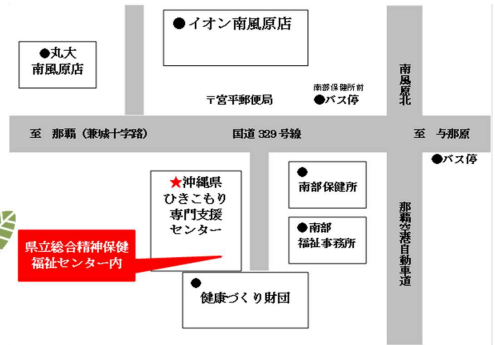 ●イオン南風原店
●丸大
南風原店
〒宮平郵便局
南部保健所前
●バス停
南風原北
至 那覇（兼城十字路）
国道329号線
至 与那原
●バス停
★沖縄県
ひきこもり
専門支援
センター
●
南部保健所
●南部
福祉事務所
那覇空港自動車道
県立総合精神保健
福祉センター内
●
健康づくり財団